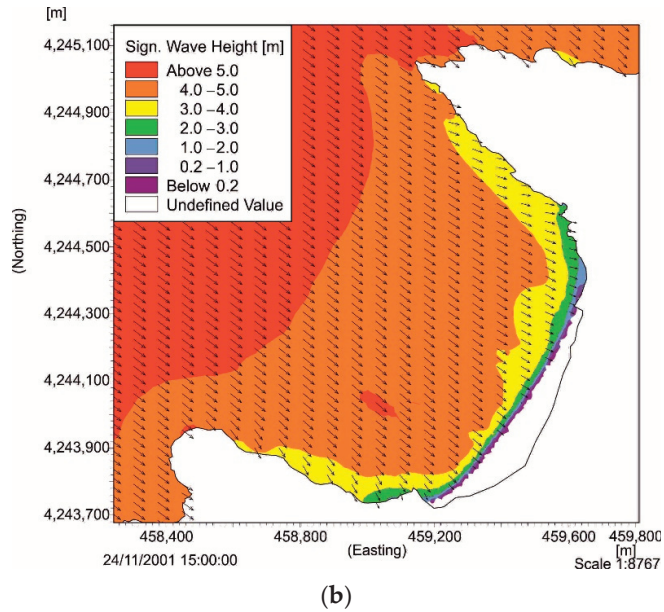 [m]
4,245,100
4,244,900
4,244,700
4,244,500
4,244,300
4,244,100
4,243,900
4,243,700
(Northing)
Sign. Wave Height [m]
Above 5.0
4.0 – 5.0
3.0 – 4.0
2.0 – 3.0
1.0 – 2.0
0.2 – 1.0
Below 0.2
Undefined Value
458,400 458,800 459,200 459,600 459,800
(Easting) [m]
24/11/2001 15:00:00 Scale 1:8767
(b)